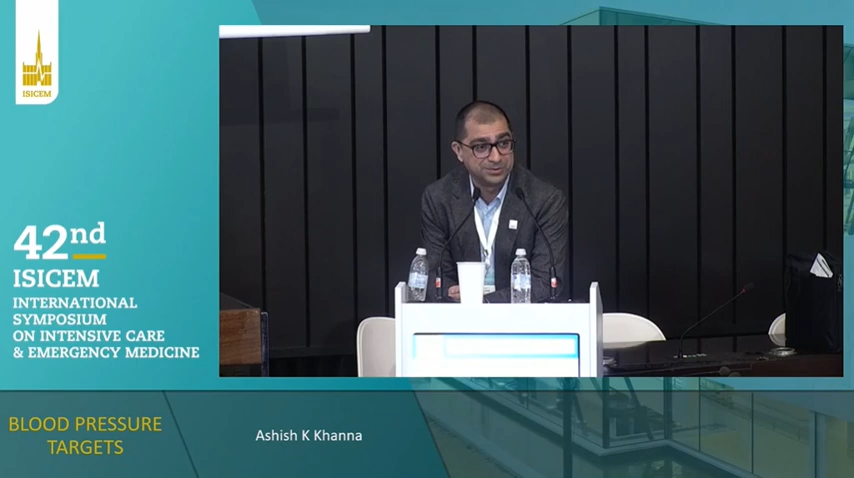 ISICEM
42nd
ISICEM
INTERNATIONAL
SYMPOSIUM
ON INTENSIVE CARE
& EMERGENCY MEDICINE
BLOOD PRESSURE
TARGETS
Ashish K Khanna